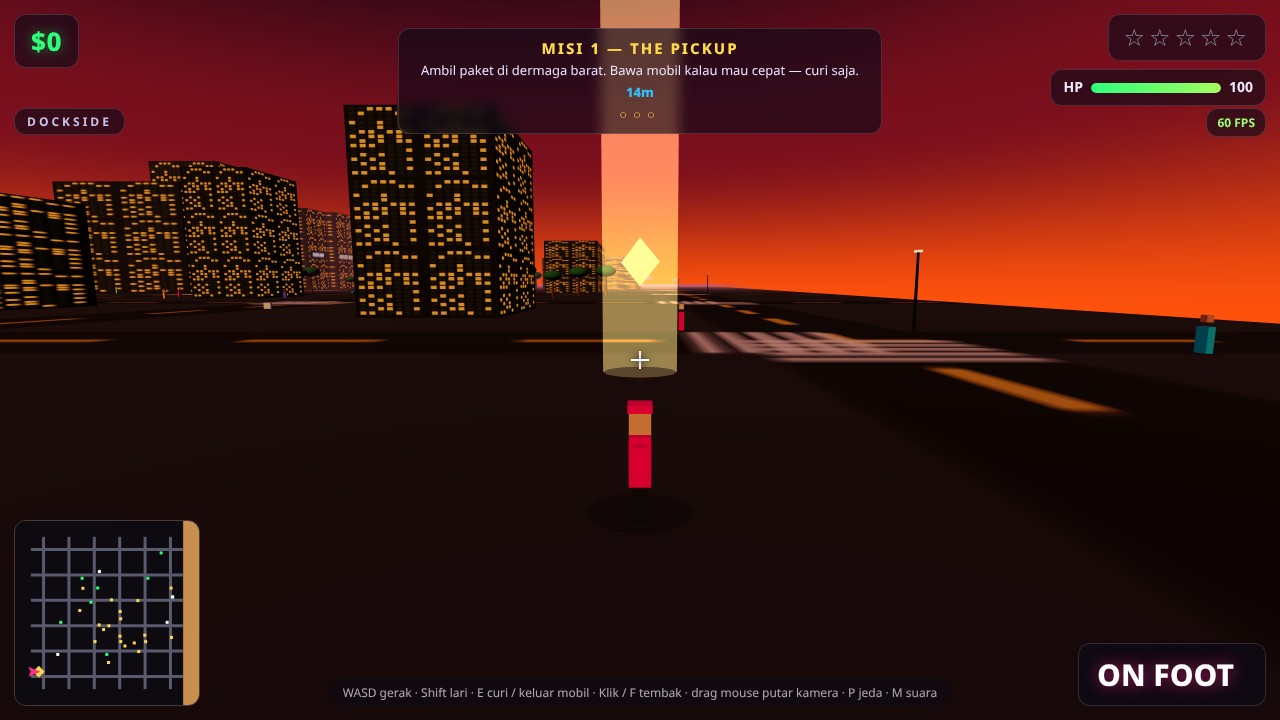 $0
MISI 1 — THE PICKUP
Ambil paket di dermaga barat. Bawa mobil kalau mau cepat — curi saja.
14m
HP 100
DOCKSIDE
60 FPS
ON FOOT
WASD gerak · Shift lari · E curi / keluar mobil · Klik / F tembak · drag mouse putar kamera · P jeda · M suara